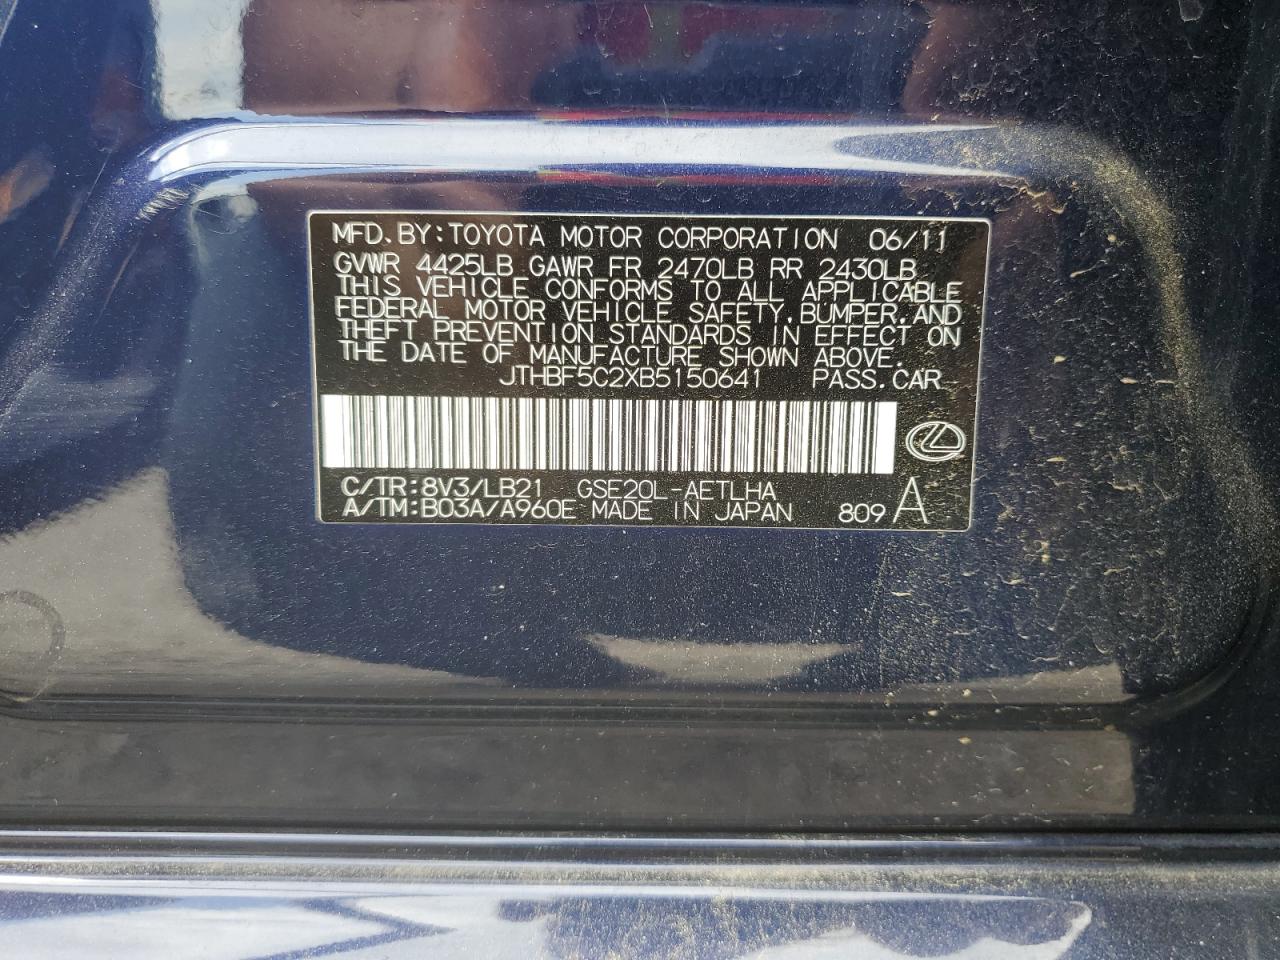 MFD.BY:TOYOTA MOTOR CORPORATION 06/11
GVWR 4425LB GAWR FR 2470LB RR 2430LB
THIS VEHICLE CONFORMS TO ALL APPLICABLE
FEDERAL MOTOR VEHICLE SAFETY,BUMPER,AND
THEFT PREVENTION STANDARDS IN EFFECT ON
THE DATE OF MANUFACTURE SHOWN ABOVE.
JTHBF5C2XB5150641 PASS.CAR
C/TR:8V3/LB21 GSE20L-AETLHA
A/TM:B03A/A960E MADE IN JAPAN 809 A